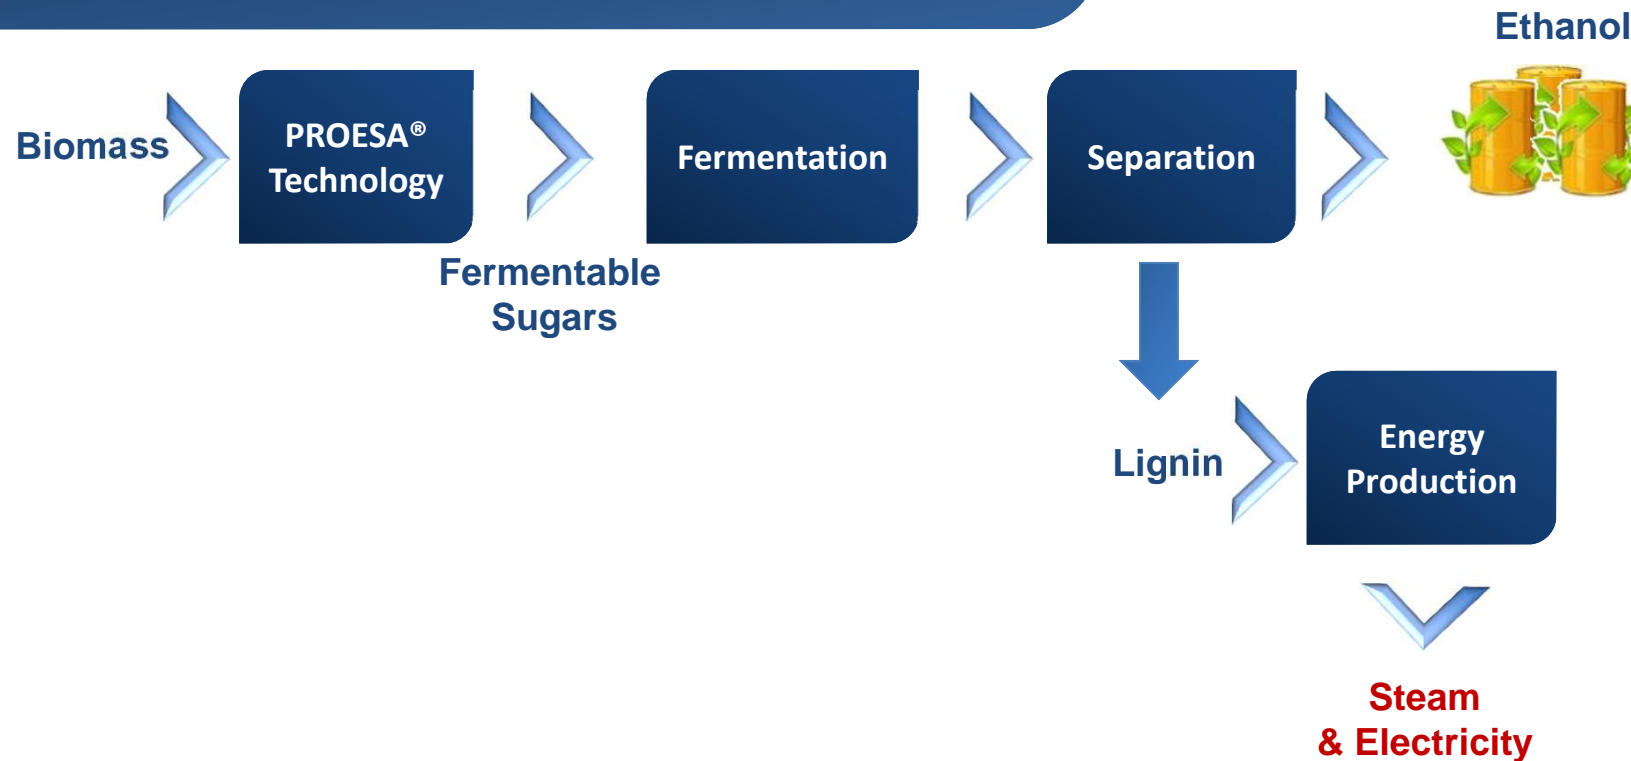 Ethanol
Biomass
PROESA®
Technology
Fermentation
Separation
Fermentable
Sugars
Lignin
Energy
Production
Steam
& Electricity